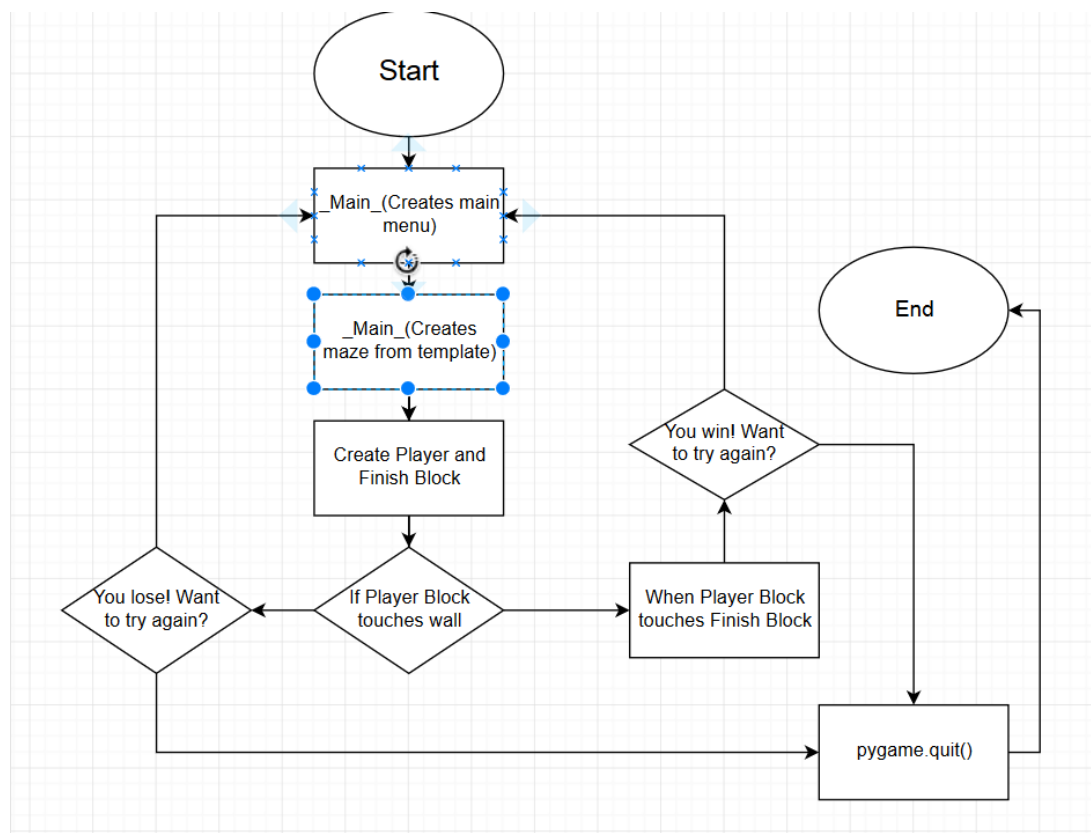 Start
_Main_(Creates main
menu)
_Main_(Creates
maze from template)
End
You win! Want
to try again?
Create Player and
Finish Block
You lose! Want
to try again?
If Player Block
touches wall
When Player Block
touches Finish Block
pygame.quit()